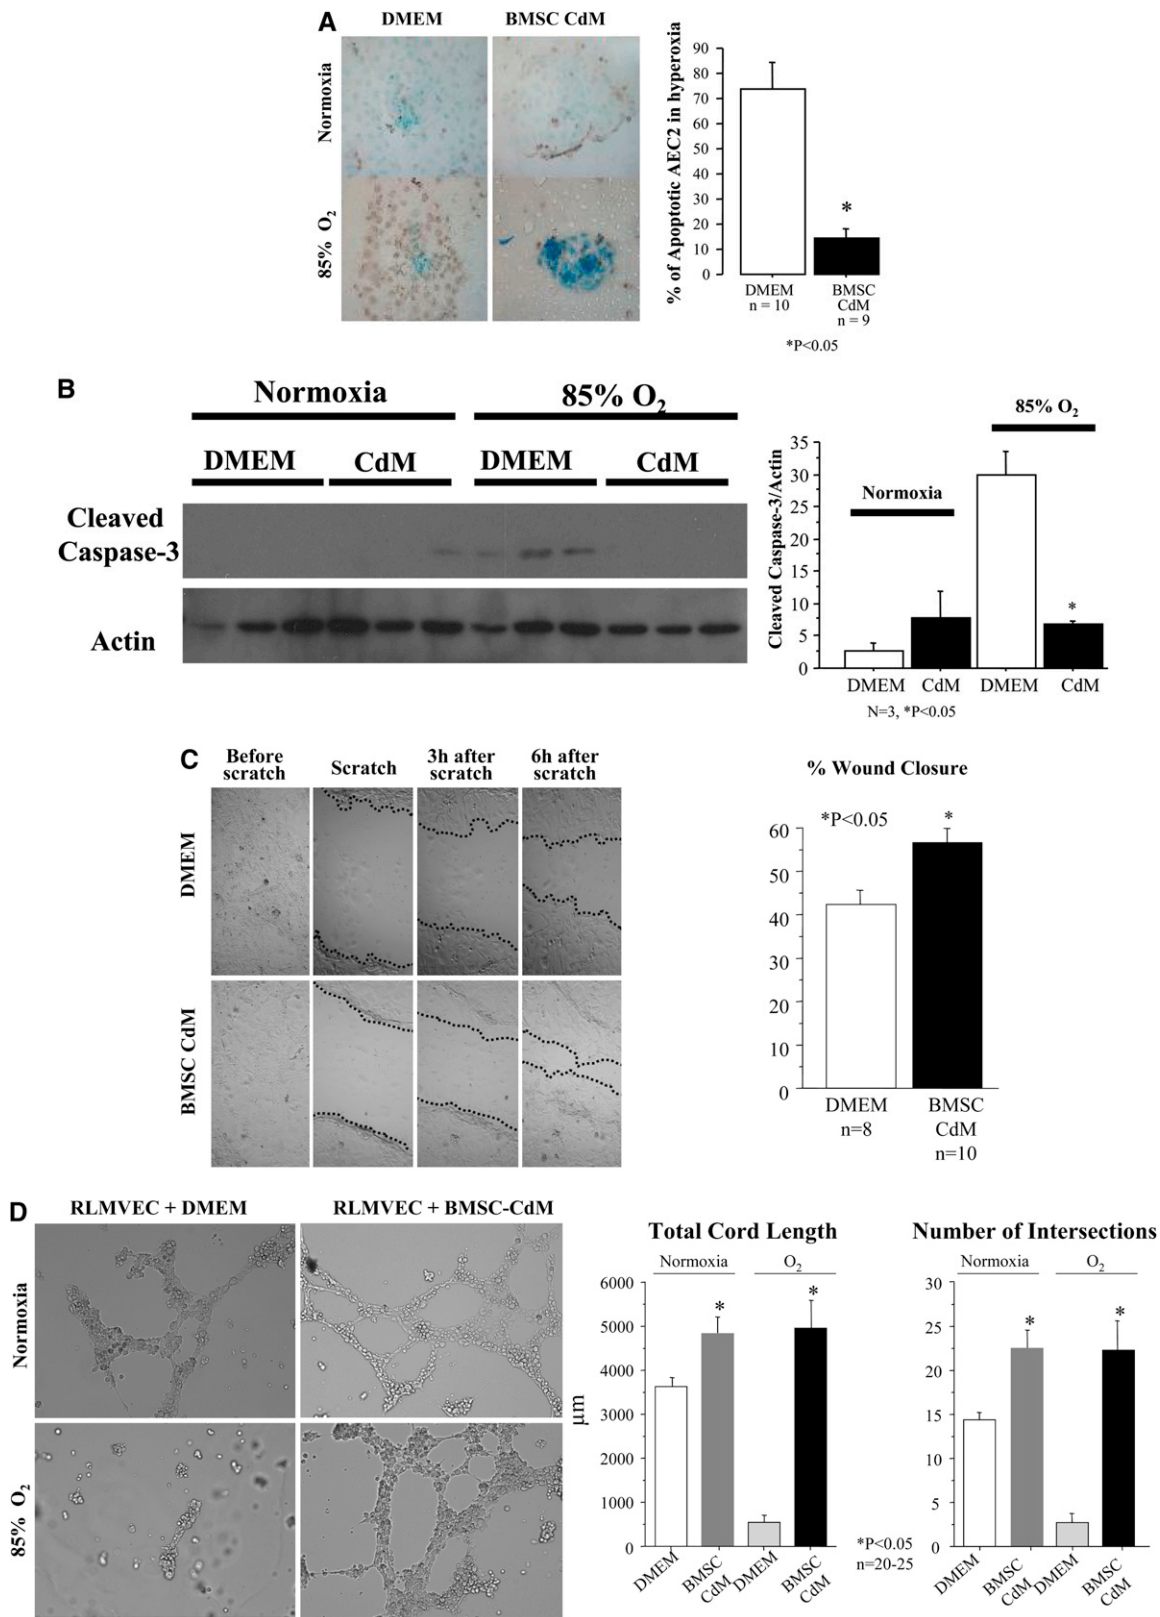 A
DMEM
BMSC CdM
Normoxia
85% O2
% of Apoptotic AEC2 in hyperoxia
90
80
70
60
50
40
30
20
10
0
DMEM
n = 10
BMSC
CdM
n = 9
*
*P<0.05
B
Normoxia
85% O2
DMEM
CdM
DMEM
CdM
Cleaved
Caspase-3
Actin
Cleaved Caspase-3/Actin
35
30
25
20
15
10
5
0
Normoxia
85% O2
*
DMEM
CdM
DMEM
CdM
N=3, *P<0.05
C
Before
scratch
Scratch
3h after
scratch
6h after
scratch
DMEM
BMSC CdM
% Wound Closure
*P<0.05
*
60
50
40
30
20
10
0
DMEM
n=8
BMSC
CdM
n=10
D
RLMVEC + DMEM
RLMVEC + BMSC-CdM
Normoxia
85% O2
Total Cord Length
Normoxia
O2
μm
6000
5000
4000
3000
2000
1000
0
*
*
DMEM
BMSC
CdM
DMEM
BMSC
CdM
*P<0.05
n=20-25
Number of Intersections
Normoxia
O2
30
25
20
15
10
5
0
*
*
DMEM
BMSC
CdM
DMEM
BMSC
CdM